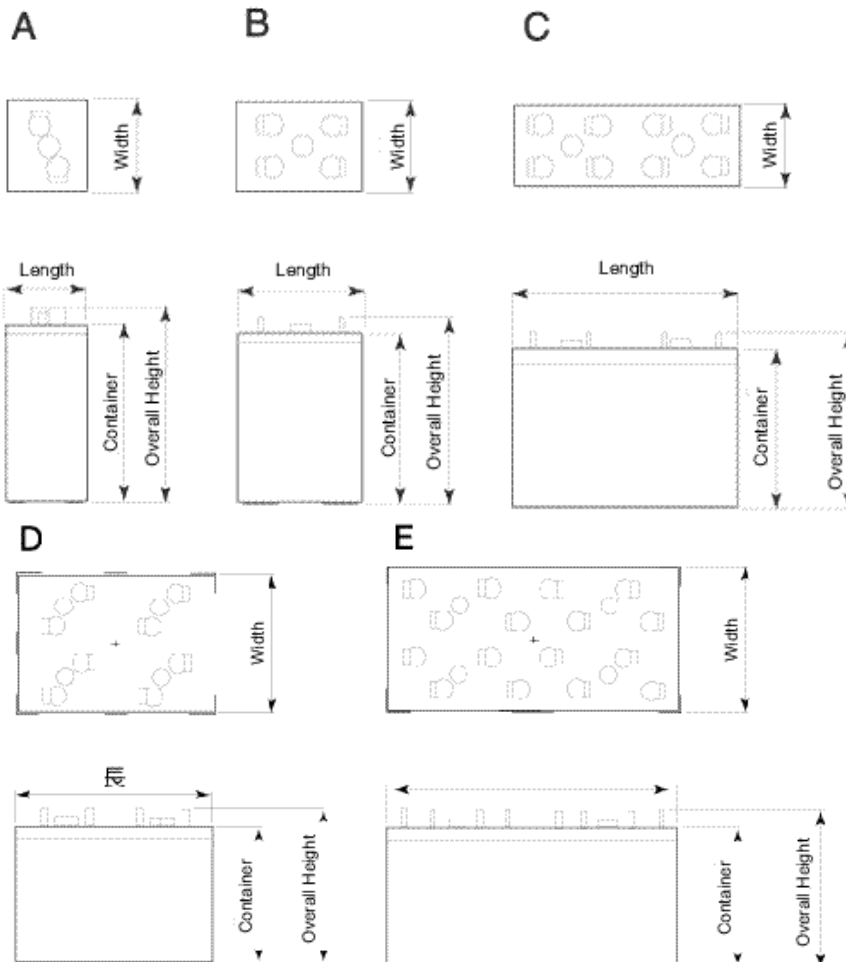 A
B
C
Width
Width
Width
Length
Length
Length
Container
Overall Height
Container
Overall Height
Container
Overall Height
D
E
Width
Width
Container
Overall Height
Container
Overall Height